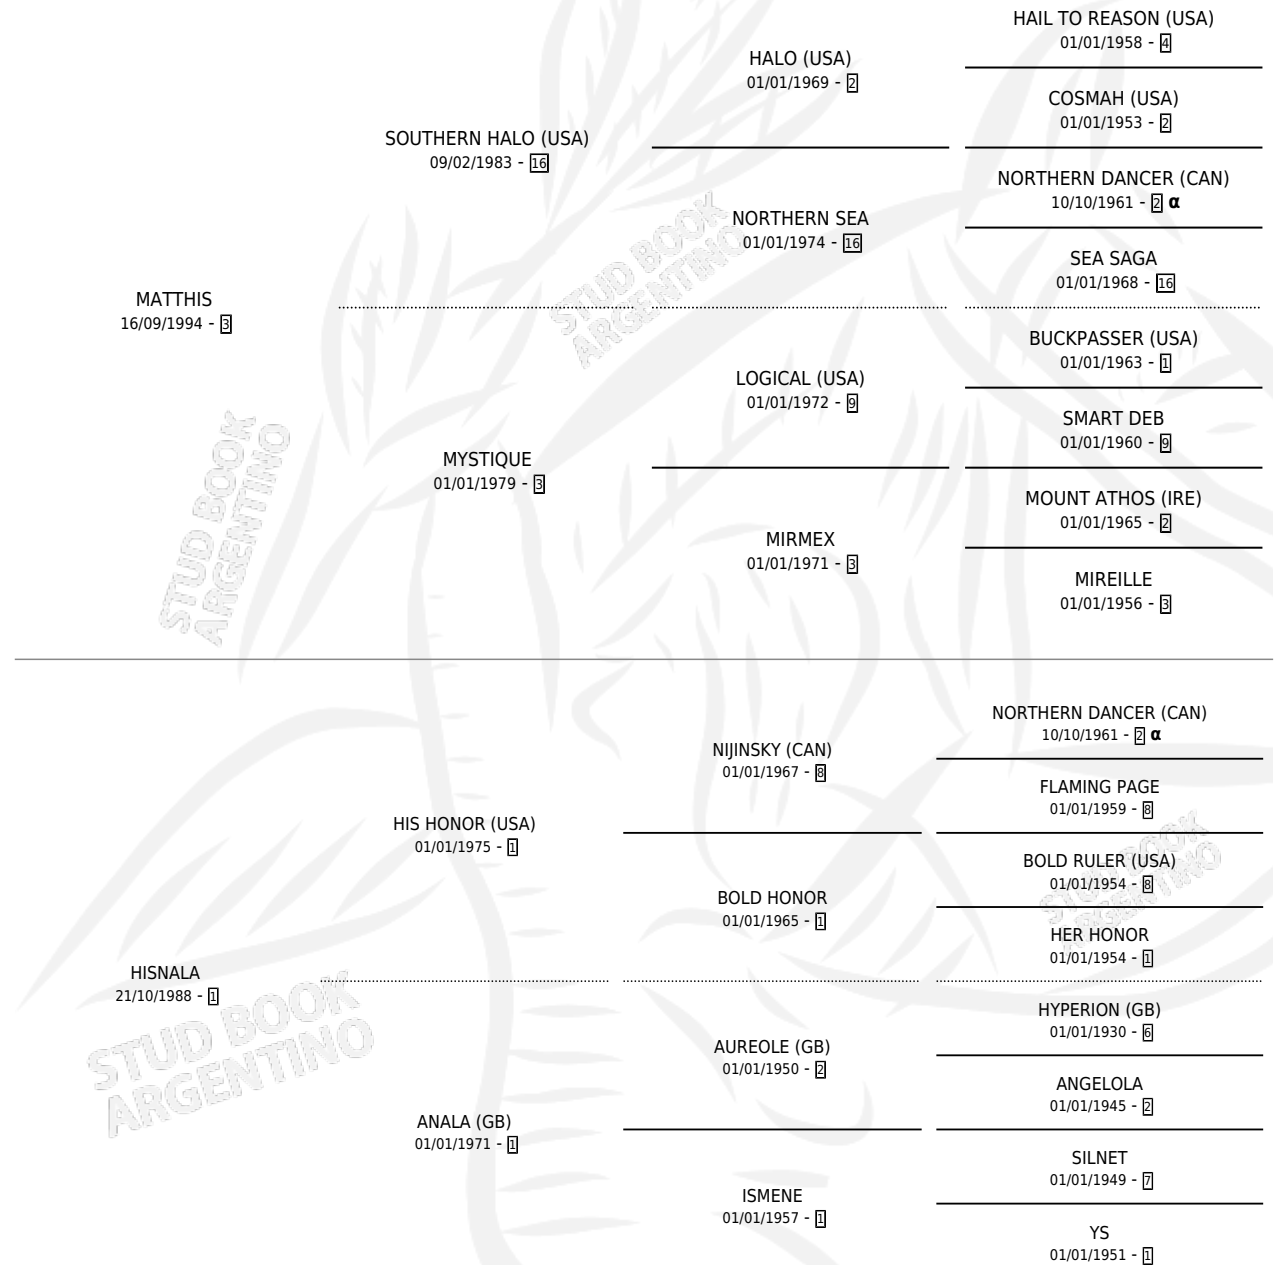 HAIL TO REASON (USA)
01/01/1958 - 4
HALO (USA)
01/01/1969 - 2
COSMAH (USA)
01/01/1953 - 2
SOUTHERN HALO (USA)
09/02/1983 - 16
NORTHERN DANCER (CAN)
10/10/1961 - 2 α
NORTHERN SEA
01/01/1974 - 16
SEA SAGA
01/01/1968 - 16
MATTHIS
16/09/1994 - 3
BUCKPASSER (USA)
01/01/1963 - 1
LOGICAL (USA)
01/01/1972 - 9
SMART DEB
01/01/1960 - 9
MYSTIQUE
01/01/1979 - 3
MOUNT ATHOS (IRE)
01/01/1965 - 2
MIRMEX
01/01/1971 - 3
MIREILLE
01/01/1956 - 3
NORTHERN DANCER (CAN)
10/10/1961 - 2 α
NIJINSKY (CAN)
01/01/1967 - 8
FLAMING PAGE
01/01/1959 - 8
HIS HONOR (USA)
01/01/1975 - 1
BOLD RULER (USA)
01/01/1954 - 8
BOLD HONOR
01/01/1965 - 1
HER HONOR
01/01/1954 - 1
HISNALA
21/10/1988 - 1
HYPERION (GB)
01/01/1930 - 6
AUREOLE (GB)
01/01/1950 - 2
ANGELOLA
01/01/1945 - 2
ANALA (GB)
01/01/1971 - 1
SILNET
01/01/1949 - 7
ISMENE
01/01/1957 - 1
YS
01/01/1951 - 1
STUD BOOK
ARGENTINO
STUD BOOK
ARGENTINO
STUD BOOK
ARGENTINO
STUD BOOK
ARGENTINO